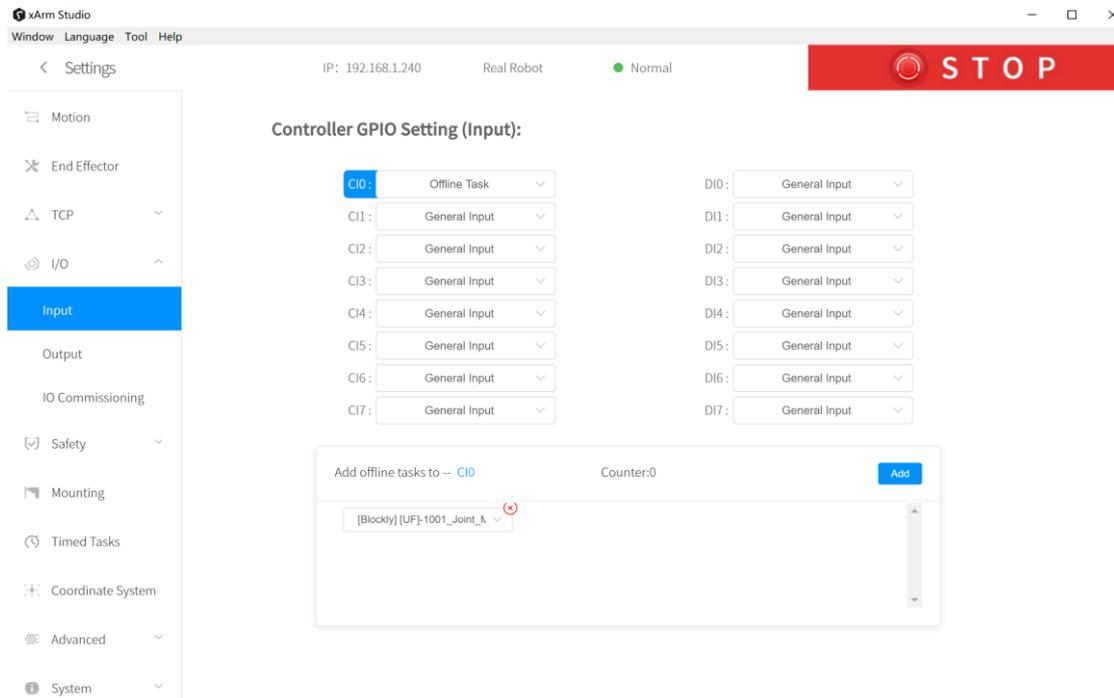 xArm Studio
Window Language Tool Help
Settings
IP: 192.168.1.240
Real Robot
Normal
STOP
Motion
End Effector
TCP
I/O
Input
Output
IO Commissioning
Safety
Mounting
Timed Tasks
Coordinate System
Advanced
System
Controller GPIO Setting (Input):
CI0 : Offline Task
CI1 : General Input
CI2 : General Input
CI3 : General Input
CI4 : General Input
CI5 : General Input
CI6 : General Input
CI7 : General Input
DI0 : General Input
DI1 : General Input
DI2 : General Input
DI3 : General Input
DI4 : General Input
DI5 : General Input
DI6 : General Input
DI7 : General Input
Add offline tasks to -- CI0
Counter:0
Add
[Blockly] [UF]-1001_Joint_